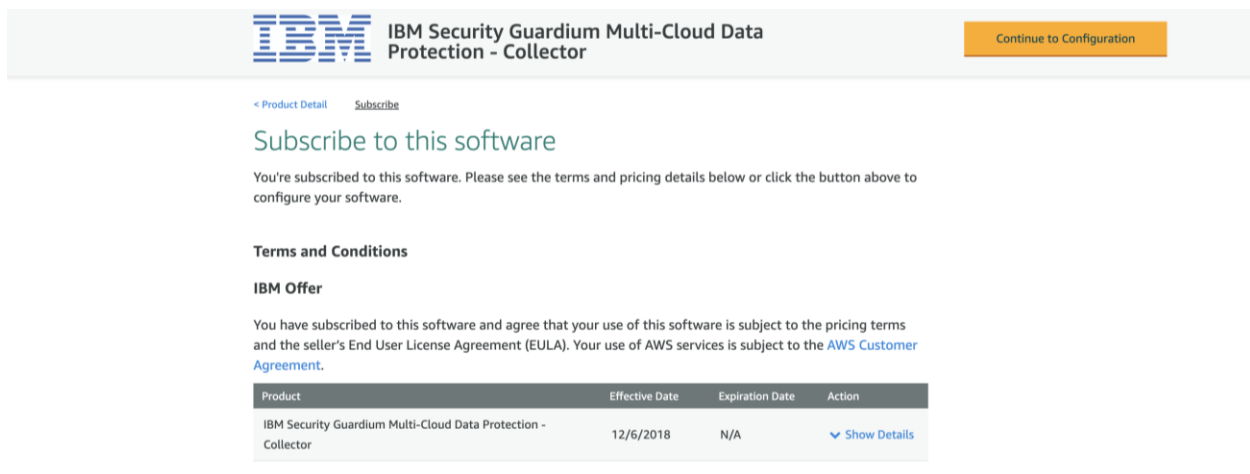 IBM
IBM Security Guardium Multi-Cloud Data
Protection - Collector
Continue to Configuration
< Product Detail Subscribe
Subscribe to this software
You're subscribed to this software. Please see the terms and pricing details below or click the button above to
configure your software.
Terms and Conditions
IBM Offer
You have subscribed to this software and agree that your use of this software is subject to the pricing terms
and the seller's End User License Agreement (EULA). Your use of AWS services is subject to the AWS Customer
Agreement.
Product Effective Date Expiration Date Action
IBM Security Guardium Multi-Cloud Data Protection -
Collector
12/6/2018 N/A Show Details